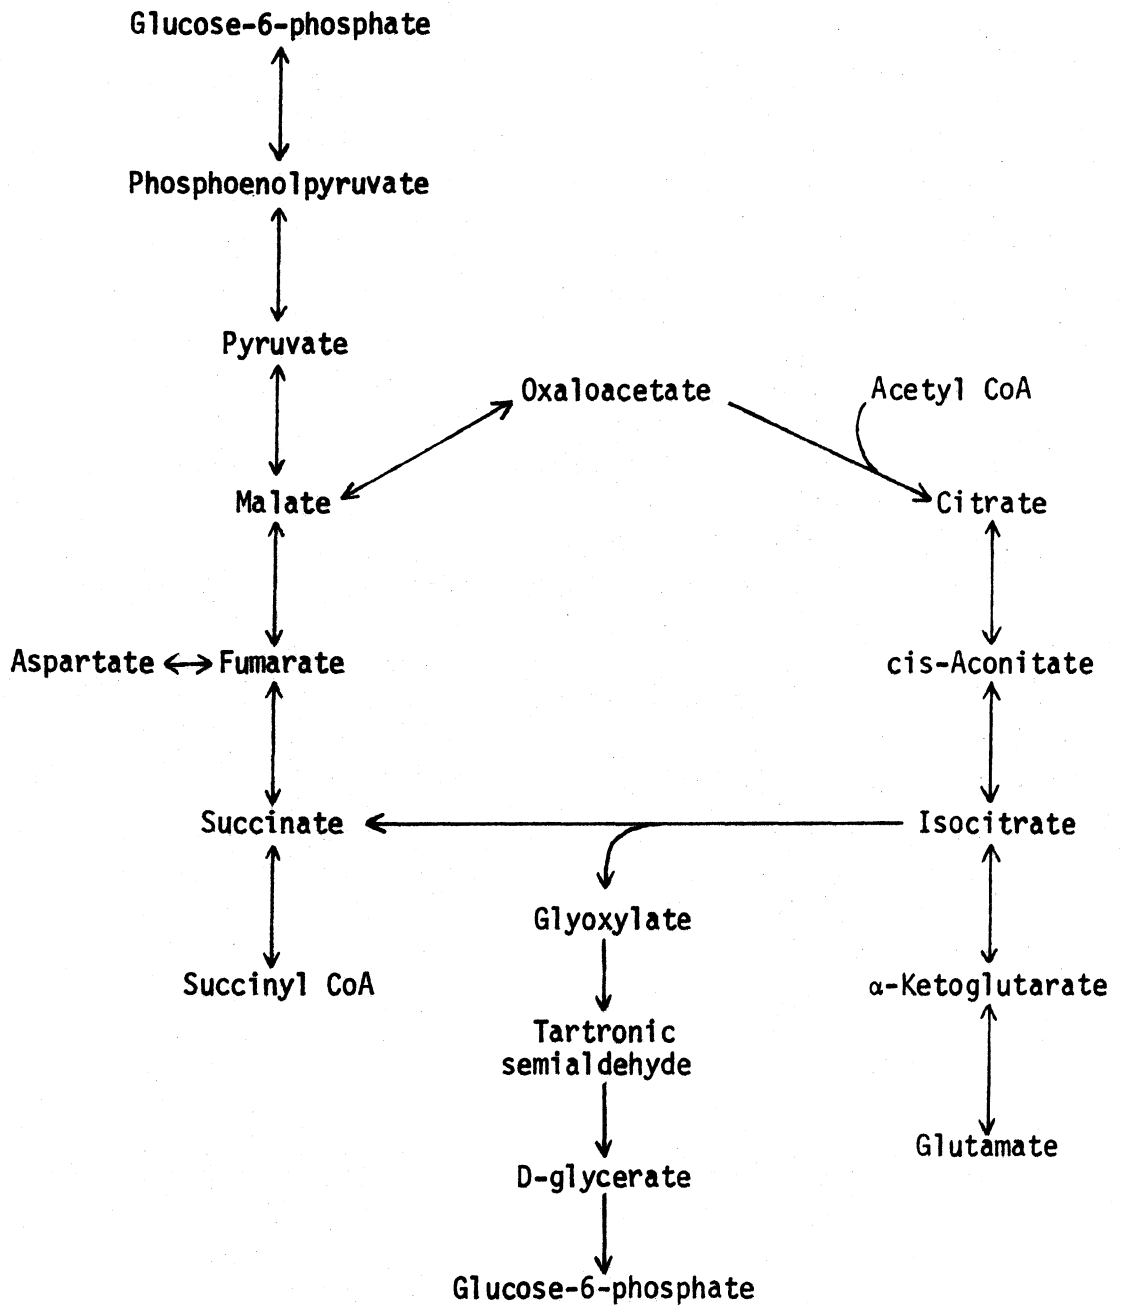 Glucose-6-phosphate
Phosphoenolpyruvate
Pyruvate
Oxaloacetate
Acetyl CoA
Malate
Citrate
Aspartate
Fumarate
cis-Aconitate
Succinate
Isocitrate
Glyoxylate
Succinyl CoA
α-Ketoglutarate
Tartronic
semialdehyde
Glutamate
D-glycerate
Glucose-6-phosphate